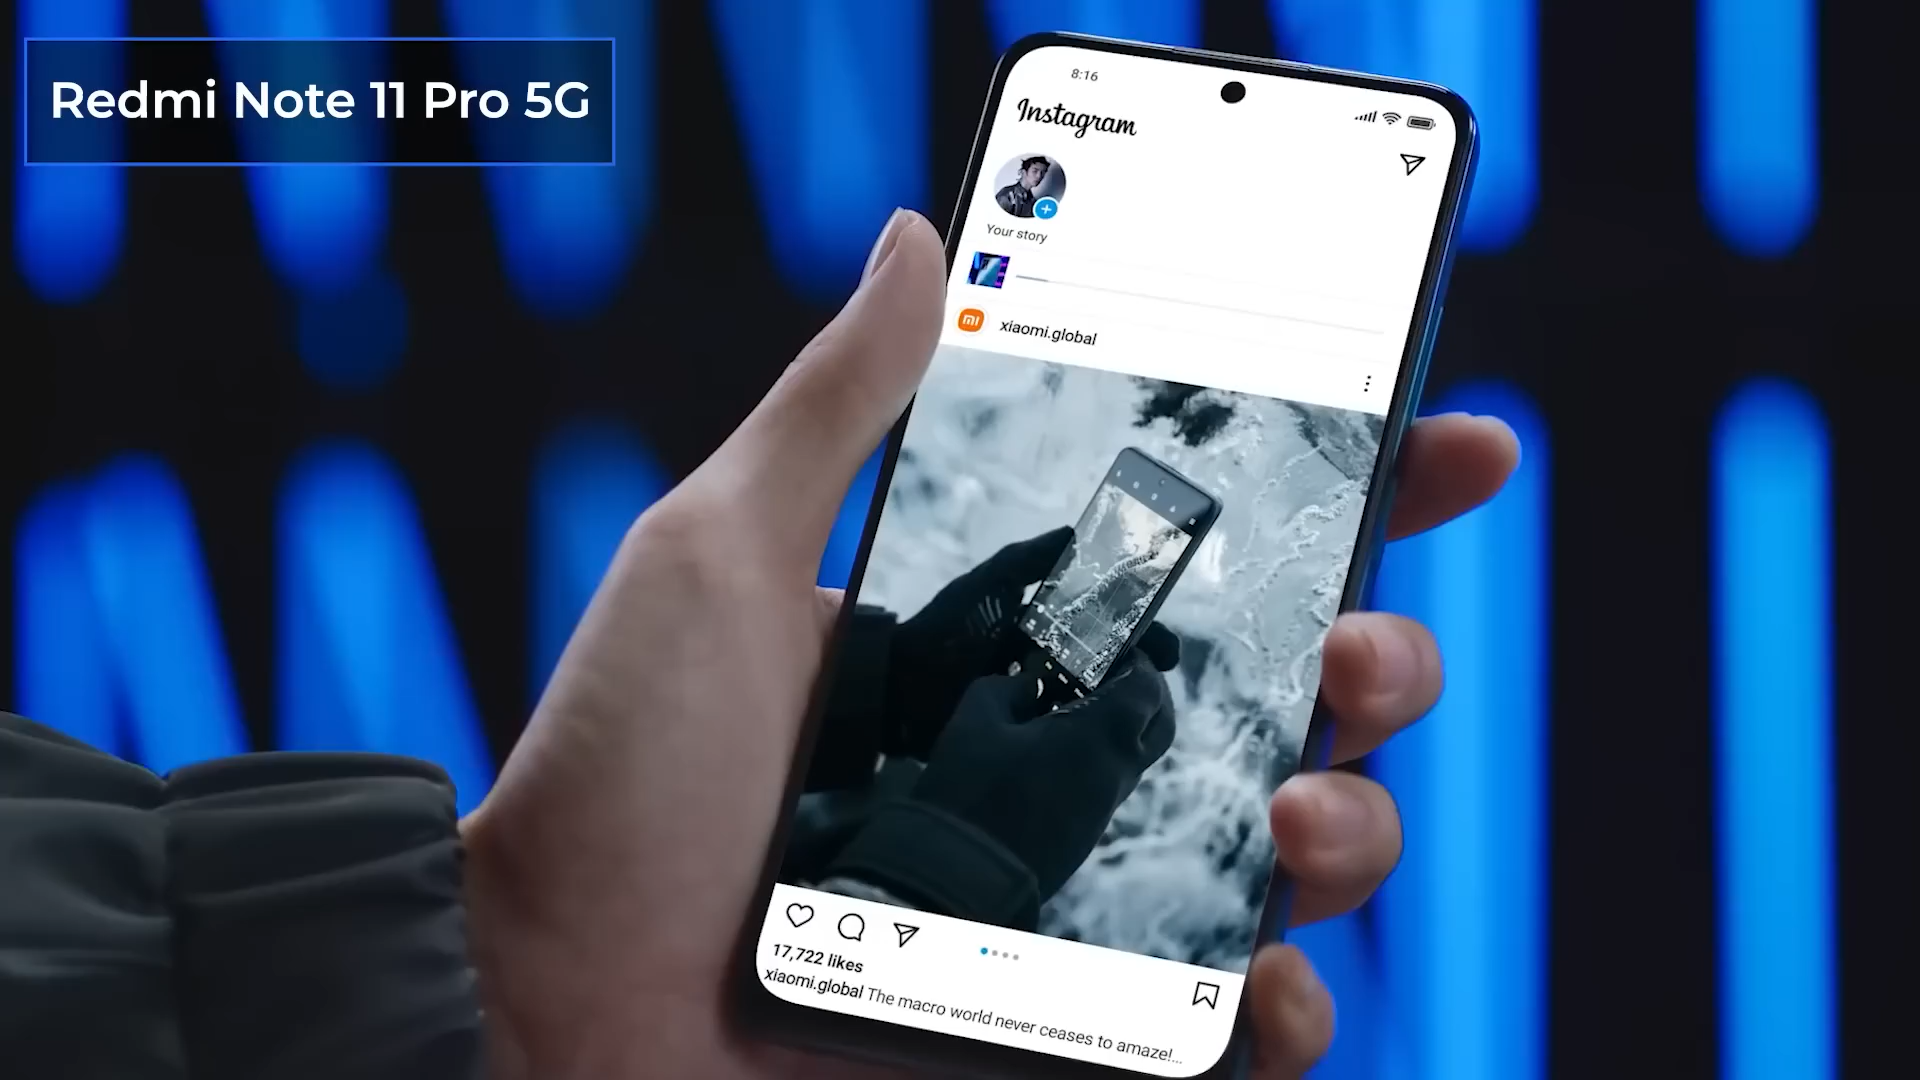 Redmi Note 11 Pro 5G
8:16
Instagram
Your story
mi
xiaomi.global
17,722 likes
xiaomi.global The macro world never ceases to amaze!...